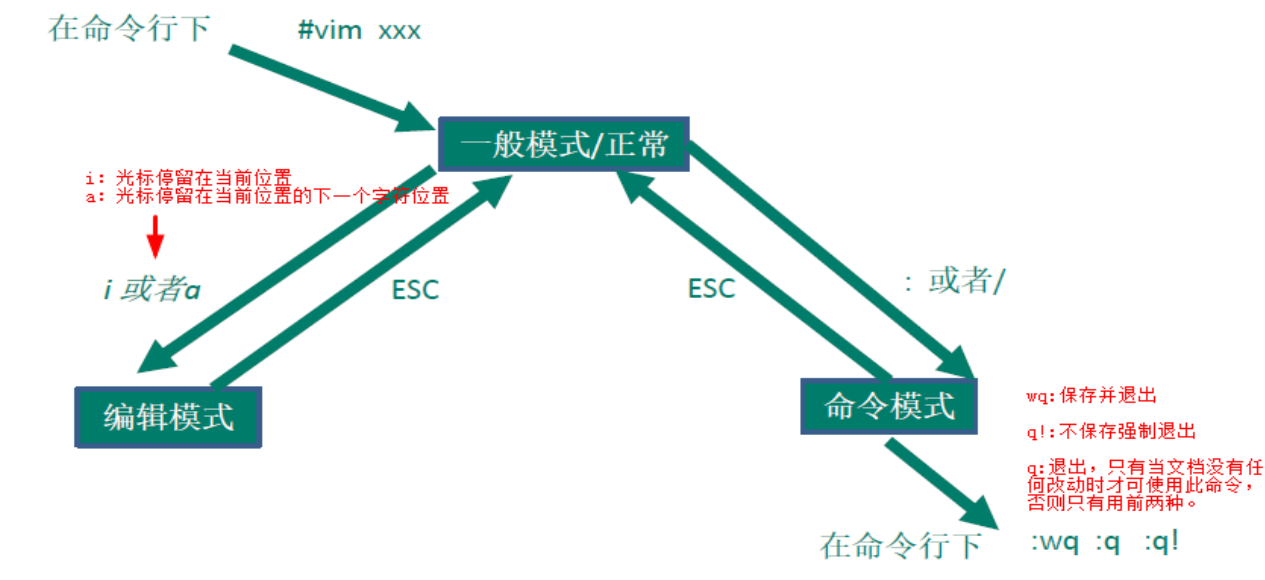 在命令行下 #vim xxx
一般模式/正常
i: 光标停留在当前位置
a: 光标停留在当前位置的下一个字符位置
i 或者a
ESC
ESC
: 或者/
编辑模式
命令模式
wq:保存并退出
q!:不保存强制退出
q:退出，只有当文档没有任
何改动时才可使用此命令，
否则只有用前两种。
在命令行下 :wq :q :q!